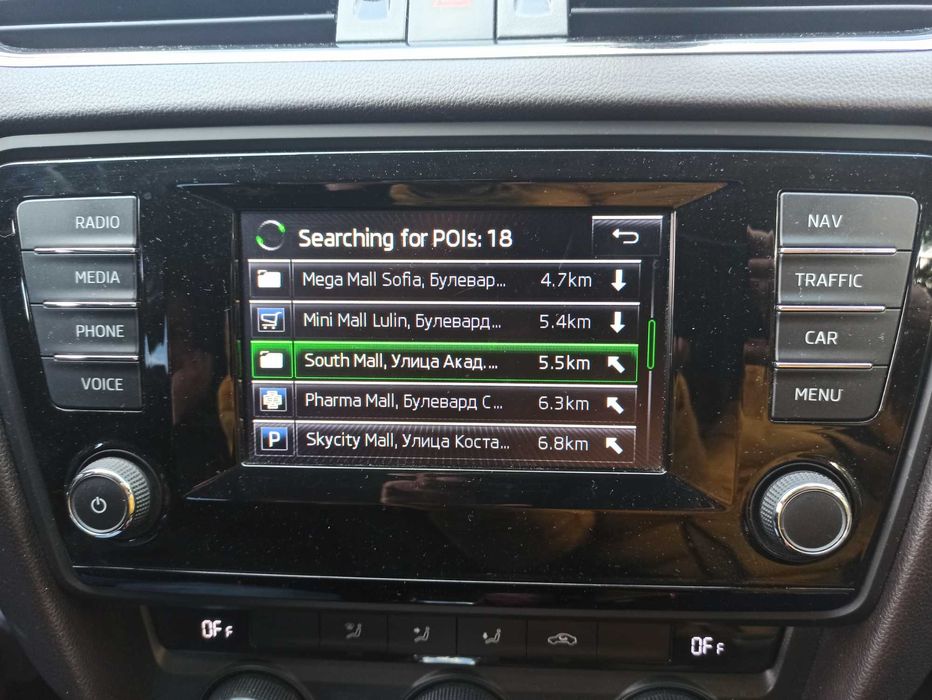 RADIO
MEDIA
PHONE
VOICE
Searching for POIs: 18
Mega Mall Sofia, Булевар... 4.7km
Mini Mall Lulin, Булевард... 5.4km
South Mall, Улица Акад.... 5.5km
Pharma Mall, Булевард С... 6.3km
P Skycity Mall, Улица Коста... 6.8km
NAV
TRAFFIC
CAR
MENU
OFF
OFF